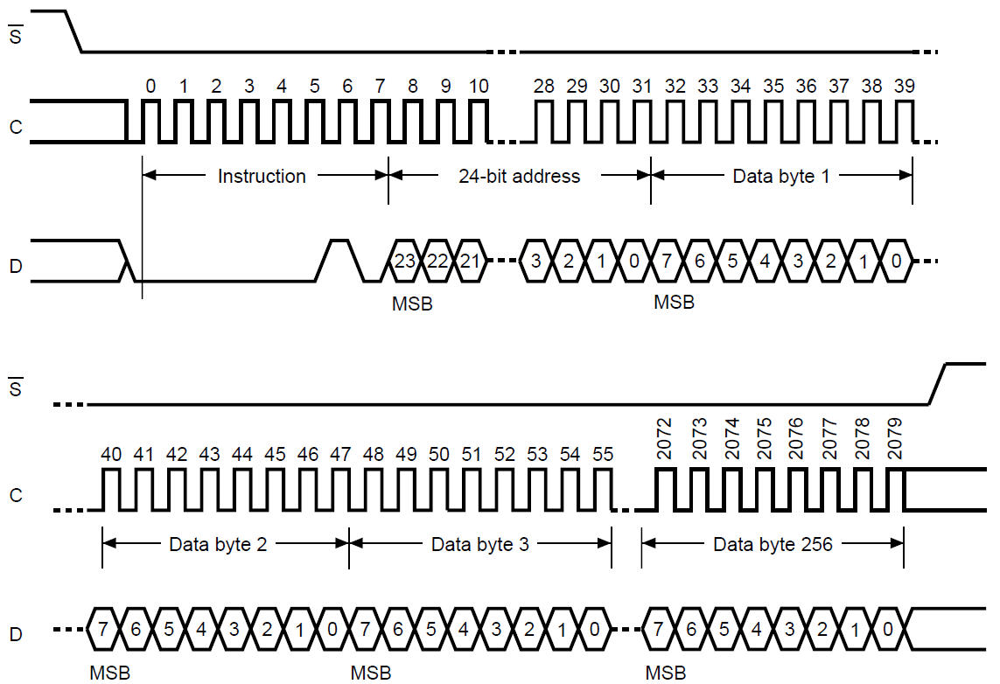 S
0 1 2 3 4 5 6 7 8 9 10 28 29 30 31 32 33 34 35 36 37 38 39
C
Instruction 24-bit address Data byte 1
D 23 22 21 3 2 1 0 7 6 5 4 3 2 1 0
MSB MSB
S
40 41 42 43 44 45 46 47 48 49 50 51 52 53 54 55 2072 2073 2074 2075 2076 2077 2078 2079
C
Data byte 2 Data byte 3 Data byte 256
D 7 6 5 4 3 2 1 0 7 6 5 4 3 2 1 0 7 6 5 4 3 2 1 0
MSB MSB MSB